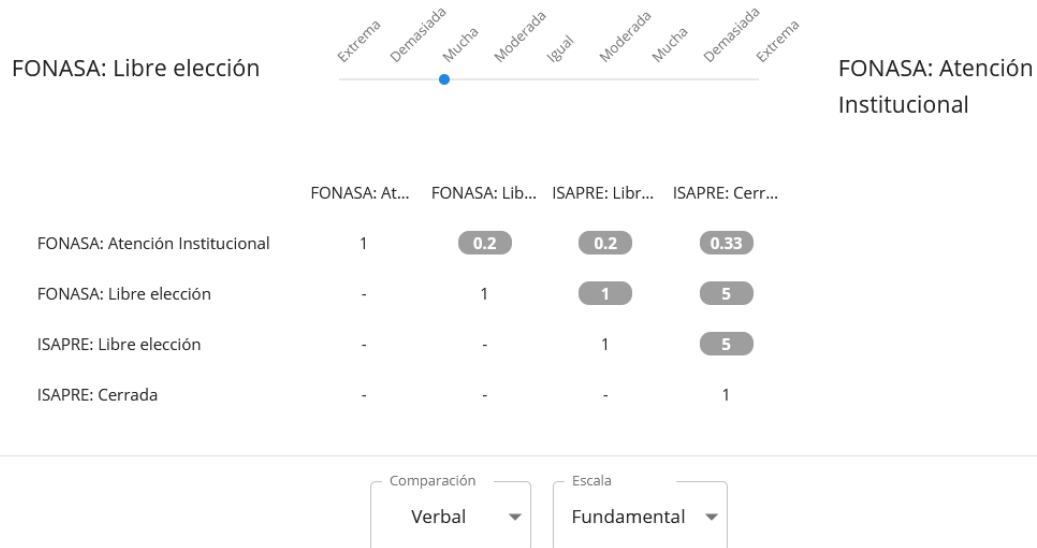 Extrema Demasiada Mucha Moderada Igual Moderada Mucha Demasiada Extrema
FONASA: Libre elección
FONASA: Atención
Institucional
FONASA: At... FONASA: Lib... ISAPRE: Libr... ISAPRE: Cerr...
FONASA: Atención Institucional 1 0.2 0.2 0.33
FONASA: Libre elección - 1 1 5
ISAPRE: Libre elección - - 1 5
ISAPRE: Cerrada - - - 1
Comparación Escala
Verbal Fundamental